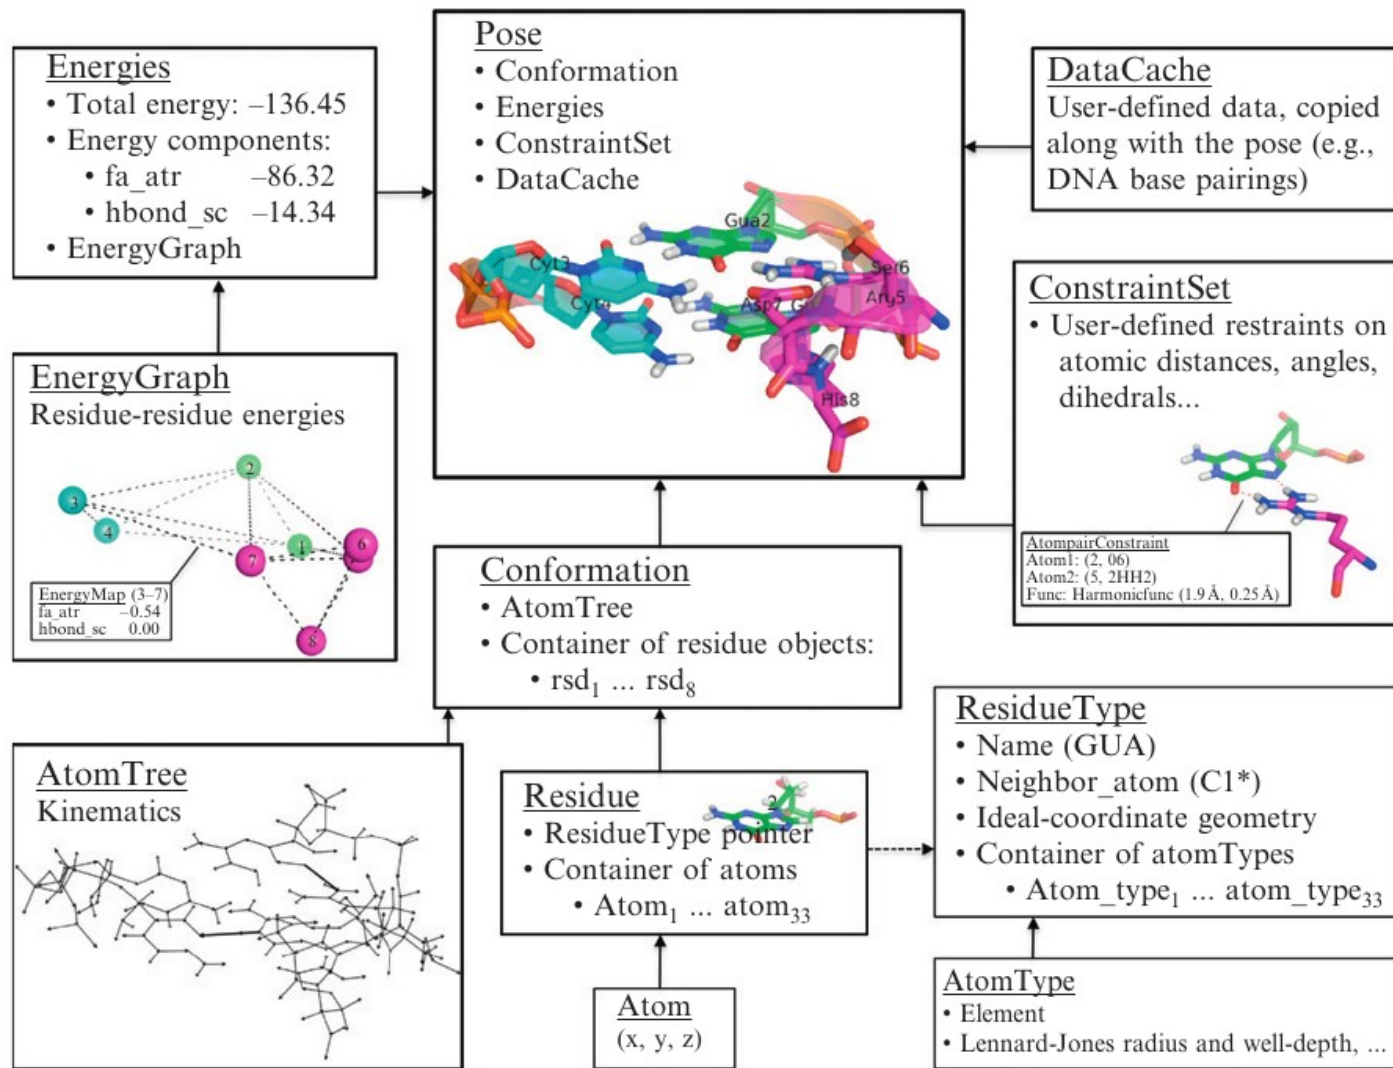 Energies
• Total energy: –136.45
• Energy components:
• fa_atr –86.32
• hbond_sc –14.34
• EnergyGraph
Pose
• Conformation
• Energies
• ConstraintSet
• DataCache
Gua2
Cyt3
Cyt4
Ser6
Asp7
Arg5
His8
DataCache
User-defined data, copied
along with the pose (e.g.,
DNA base pairings)
ConstraintSet
• User-defined restraints on
atomic distances, angles,
dihedrals...
AtompairConstraint
Atom1: (2, 06)
Atom2: (5, 2HH2)
Func: Harmonicfunc (1.9 Å, 0.25 Å)
EnergyGraph
Residue-residue energies
2
3
4
1
6
7
8
EnergyMap (3–7)
fa_atr –0.54
hbond_sc 0.00
Conformation
• AtomTree
• Container of residue objects:
• rsd1 ... rsd8
AtomTree
Kinematics
Residue
2
• ResidueType pointer
• Container of atoms
• Atom1 ... atom33
ResidueType
• Name (GUA)
• Neighbor_atom (C1*)
• Ideal-coordinate geometry
• Container of atomTypes
• Atom_type1 ... atom_type33
Atom
(x, y, z)
AtomType
• Element
• Lennard-Jones radius and well-depth, ...